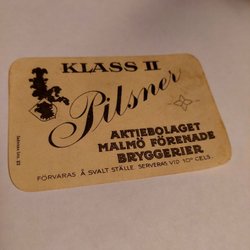 KLASS II
Pilsner
AKTIEBOLAGET
MALMÖ FÖRENADE
BRYGGERIER
FÖRVARAS Å SVALT STÄLLE. SERVERAS VID 10° CELS.